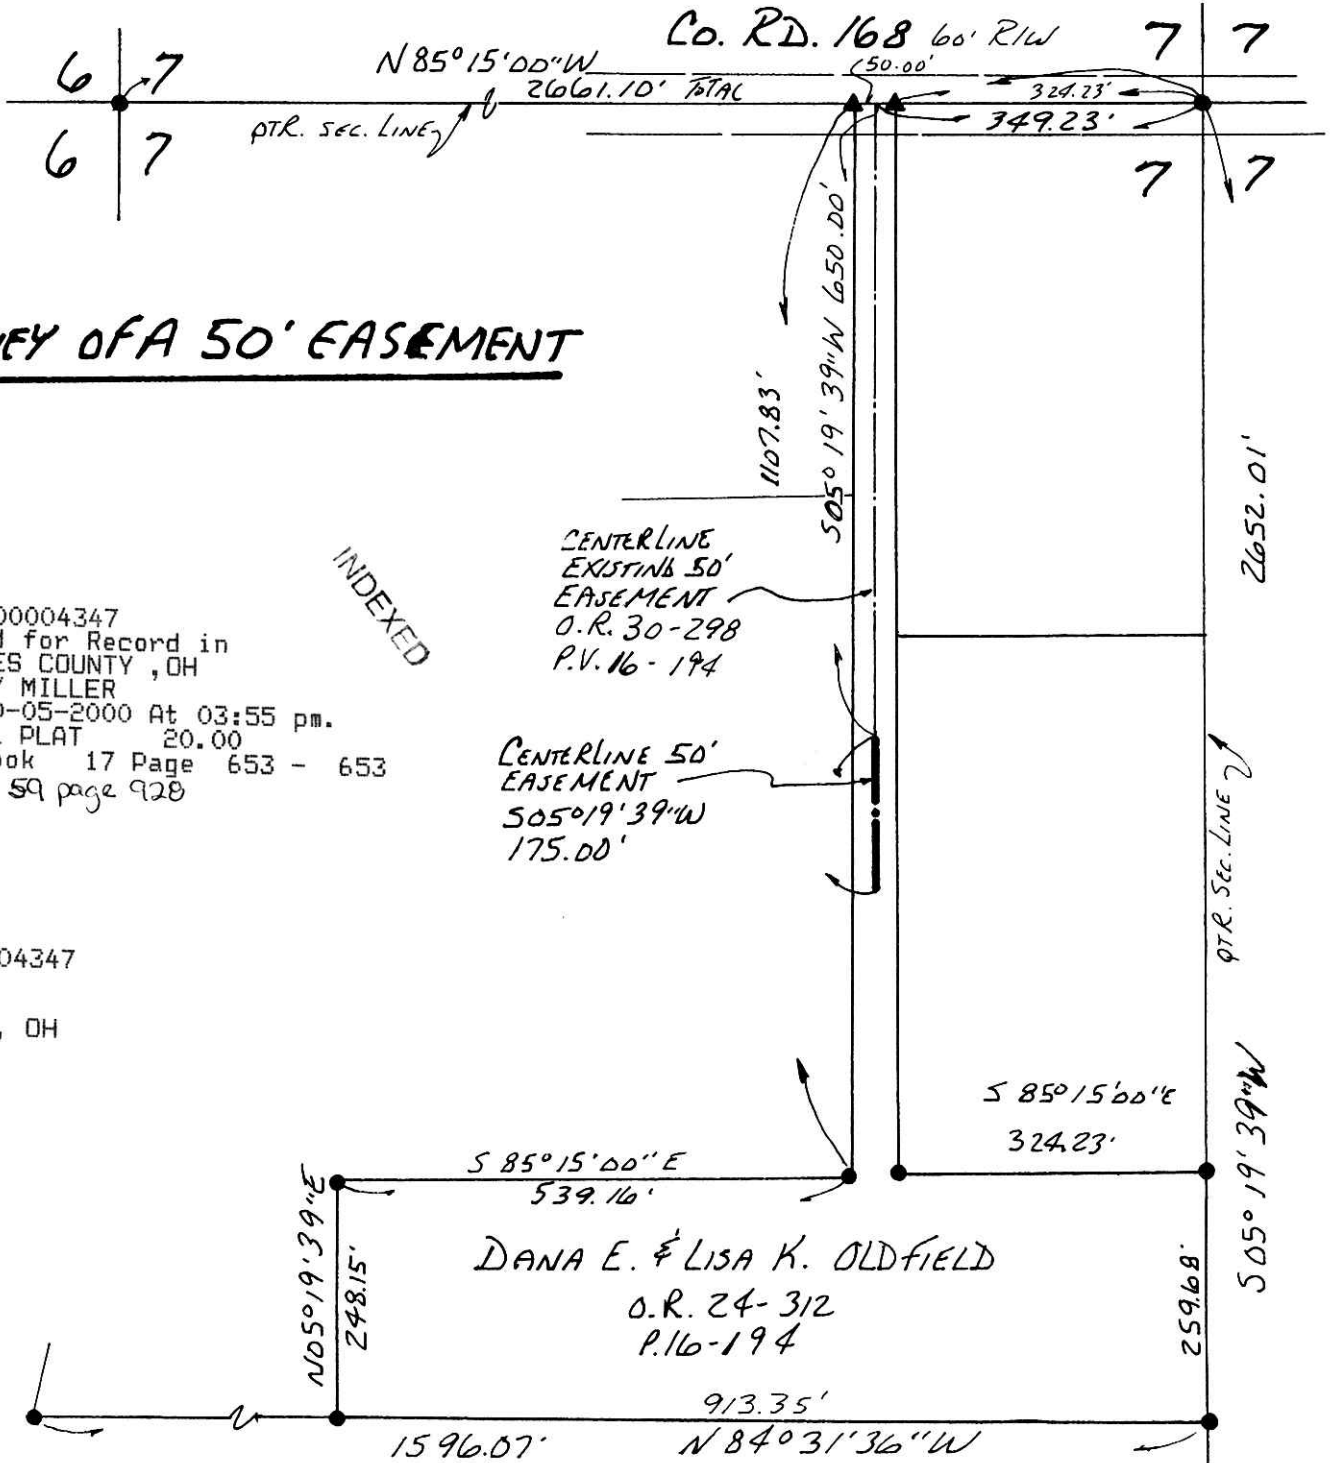 Co. RD. 168 60' R/W
6 7
7 7
N 85° 15' 00" W
2661.10' TOTAL
50.00'
324.23'
349.23'
QTR. SEC. LINE
6 7
7 7
S05° 19' 39" W 650.00'
1107.83'
EY OF A 50' EASEMENT
2652.01'
INDEXED
CENTERLINE
EXISTING 50'
EASEMENT
O.R. 30-298
P.V. 16-194
00004347
for Record in
ES COUNTY ,OH
MILLER
-05-2000 At 03:55 pm.
PLAT 20.00
ok 17 Page 653 - 653
59 page 928
CENTERLINE 50'
EASEMENT
S05°19'39"W
175.00'
QTR. SEC. LINE
04347
, OH
S 85° 15' 00" E
324.23'
S 05° 19' 39" W
S 85° 15' 00" E
539.16'
N05°19'39"E
248.15'
DANA E. & LISA K. OLDFIELD
O.R. 24-312
P.16-194
259.68'
913.35'
1596.07' N 84° 31' 36" W